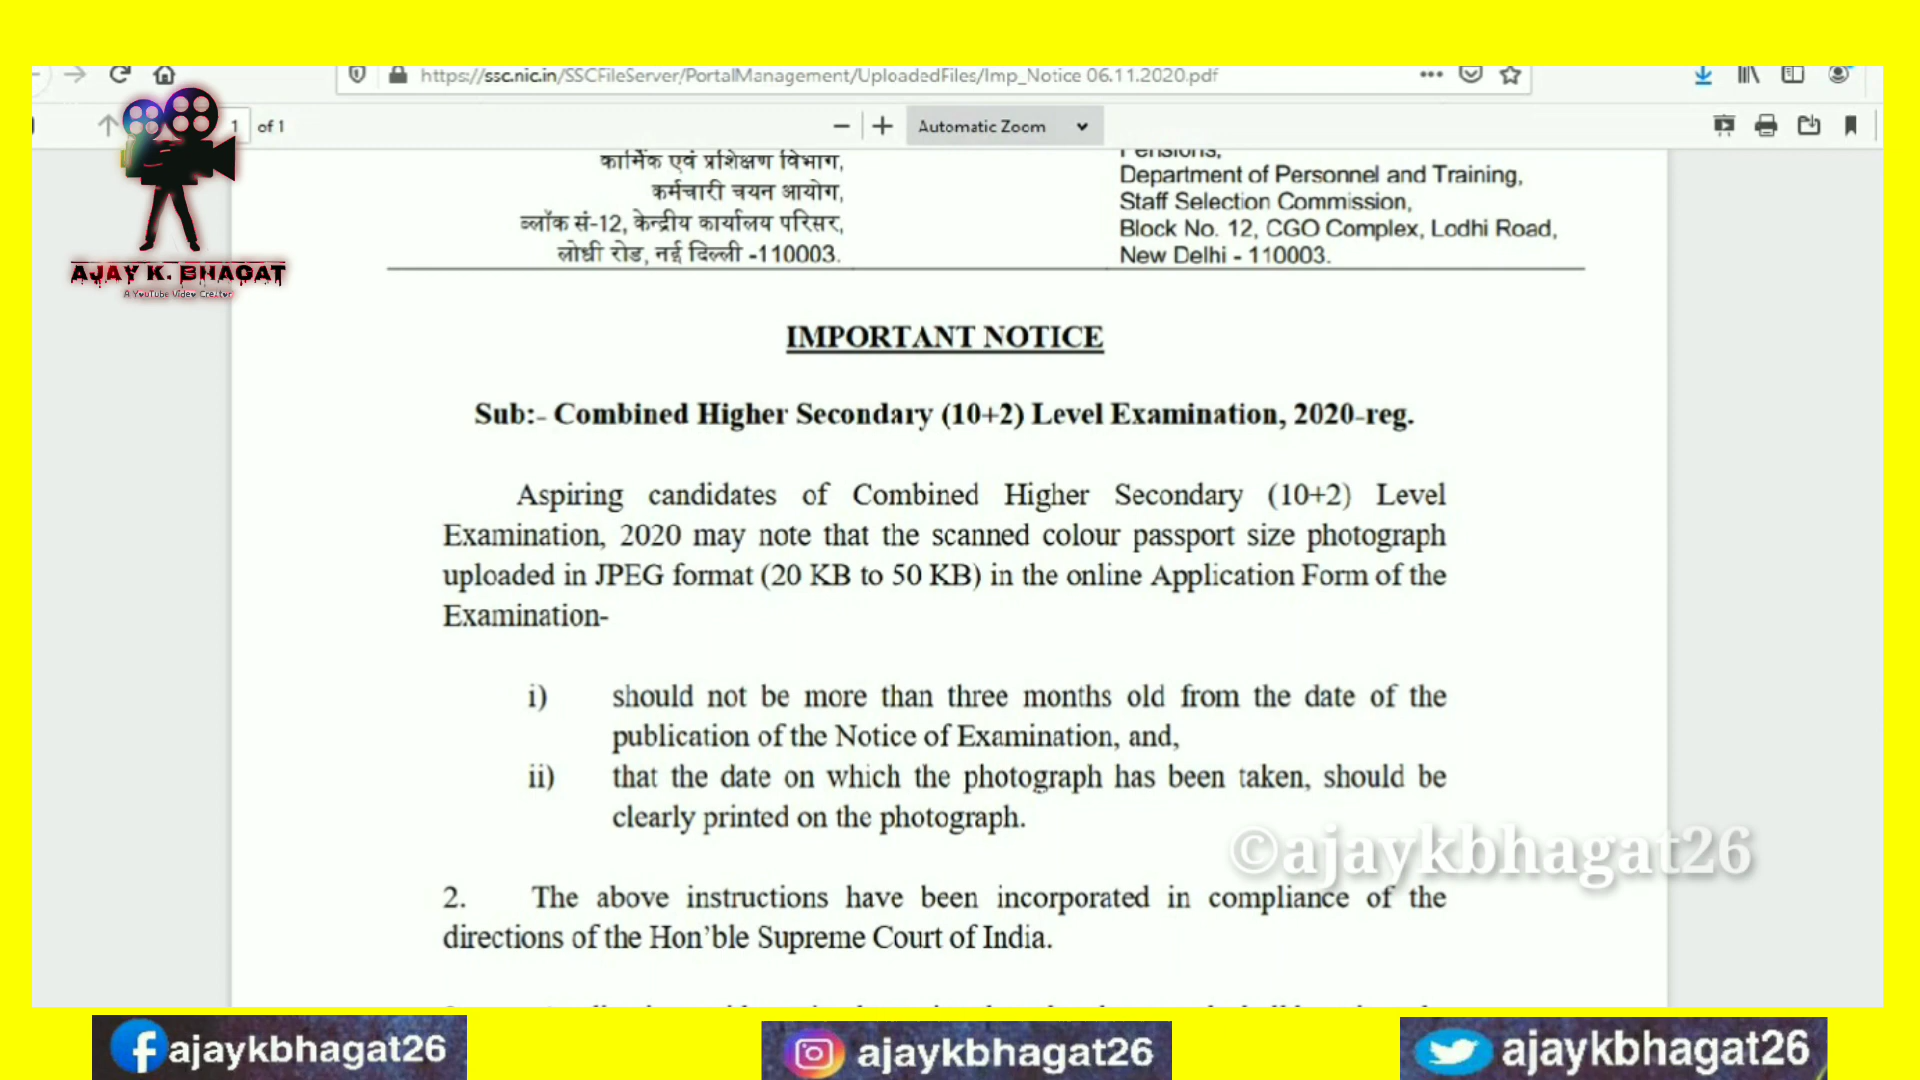 https://ssc.nic.in/SSCFileServer/PortalManagement/UploadedFiles/Imp_Notice 06.11.2020.pdf
1 of 1
Automatic Zoom
AJAY K. BHAGAT
A YouTube Video Creator
कार्मिक एवं प्रशिक्षण विभाग,
कर्मचारी चयन आयोग,
ब्लॉक सं-12, केन्द्रीय कार्यालय परिसर,
लोधी रोड, नई दिल्ली -110003.
Pensions,
Department of Personnel and Training,
Staff Selection Commission,
Block No. 12, CGO Complex, Lodhi Road,
New Delhi - 110003.
IMPORTANT NOTICE
Sub:- Combined Higher Secondary (10+2) Level Examination, 2020-reg.
Aspiring candidates of Combined Higher Secondary (10+2) Level
Examination, 2020 may note that the scanned colour passport size photograph
uploaded in JPEG format (20 KB to 50 KB) in the online Application Form of the
Examination-
i) should not be more than three months old from the date of the
publication of the Notice of Examination, and,
ii) that the date on which the photograph has been taken, should be
clearly printed on the photograph.
©ajaykbhagat26
2. The above instructions have been incorporated in compliance of the
directions of the Hon'ble Supreme Court of India.
ajaykbhagat26
ajaykbhagat26
ajaykbhagat26